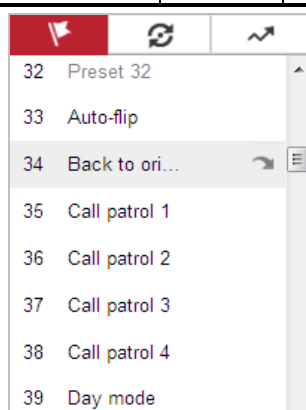 32 Preset 32
33 Auto-flip
34 Back to ori...
35 Call patrol 1
36 Call patrol 2
37 Call patrol 3
38 Call patrol 4
39 Day mode